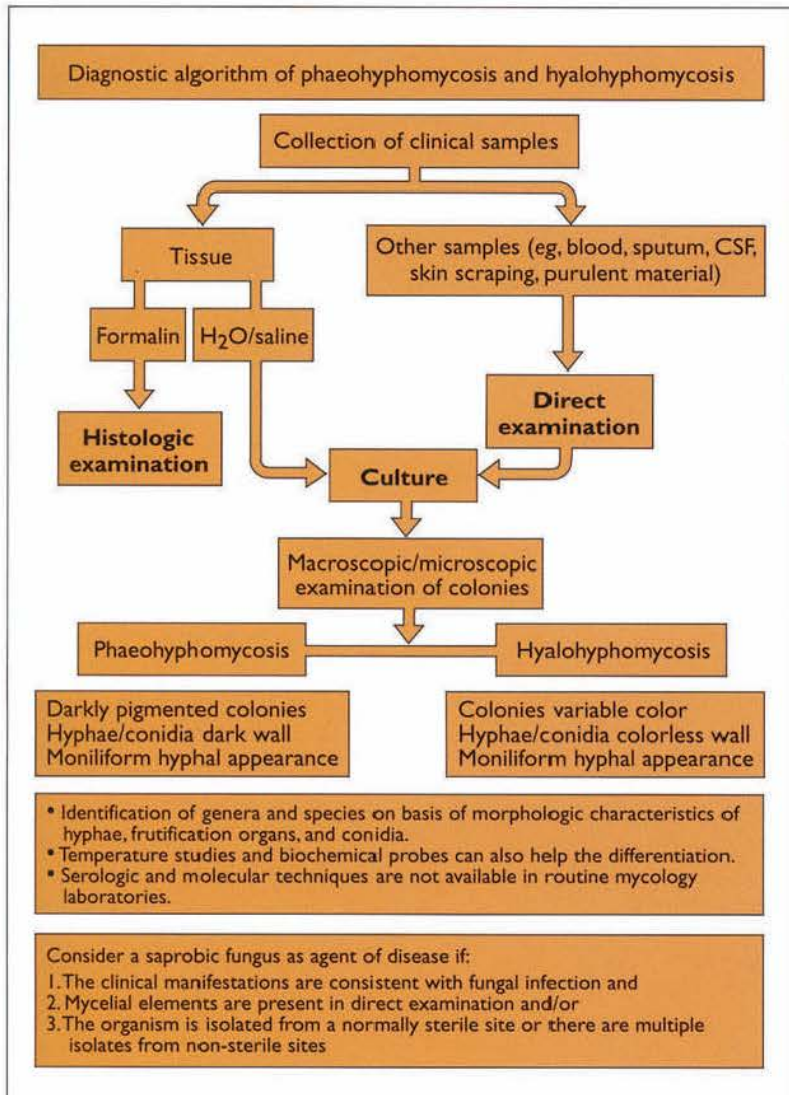 Diagnostic algorithm of phaeohyphomycosis and hyalohyphomycosis
Collection of clinical samples
Tissue
Other samples (eg, blood, sputum, CSF,
skin scraping, purulent material)
Formalin
H₂O/saline
Histologic
examination
Direct
examination
Culture
Macroscopic/microscopic
examination of colonies
Phaeohyphomycosis
Hyalohyphomycosis
Darkly pigmented colonies
Hyphae/conidia dark wall
Moniliform hyphal appearance
Colonies variable color
Hyphae/conidia colorless wall
Moniliform hyphal appearance
• Identification of genera and species on basis of morphologic characteristics of
hyphae, frutification organs, and conidia.
• Temperature studies and biochemical probes can also help the differentiation.
• Serologic and molecular techniques are not available in routine mycology
laboratories.
Consider a saprobic fungus as agent of disease if:
1. The clinical manifestations are consistent with fungal infection and
2. Mycelial elements are present in direct examination and/or
3. The organism is isolated from a normally sterile site or there are multiple
isolates from non-sterile sites